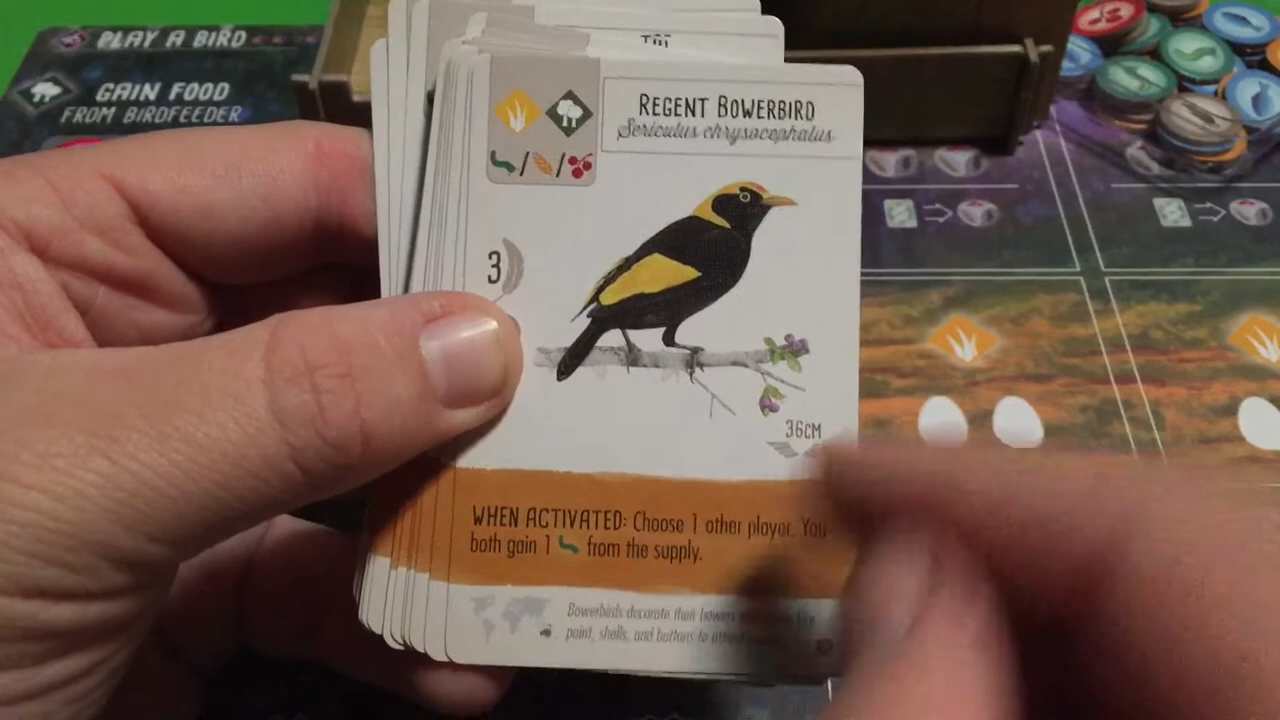 PLAY A BIRD
GAIN FOOD
FROM BIRDFEEDER
REGENT BOWERBIRD
Sericulus chrysocephalus
3
36CM
WHEN ACTIVATED: Choose 1 other player. You
both gain 1 from the supply.
Bowerbirds decorate their bowers
paint, shells, and buttons to